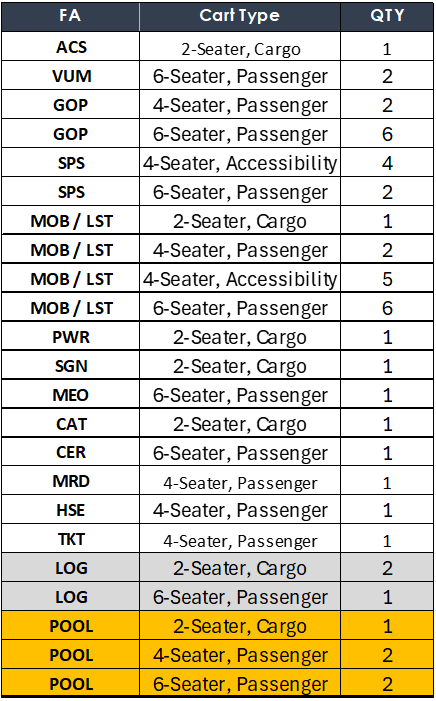 FA Cart Type QTY
ACS 2-Seater, Cargo 1
VUM 6-Seater, Passenger 2
GOP 4-Seater, Passenger 2
GOP 6-Seater, Passenger 6
SPS 4-Seater, Accessibility 4
SPS 6-Seater, Passenger 2
MOB / LST 2-Seater, Cargo 1
MOB / LST 4-Seater, Passenger 2
MOB / LST 4-Seater, Accessibility 5
MOB / LST 6-Seater, Passenger 6
PWR 2-Seater, Cargo 1
SGN 2-Seater, Cargo 1
MEO 6-Seater, Passenger 1
CAT 2-Seater, Cargo 1
CER 6-Seater, Passenger 1
MRD 4-Seater, Passenger 1
HSE 4-Seater, Passenger 1
TKT 4-Seater, Passenger 1
LOG 2-Seater, Cargo 2
LOG 6-Seater, Passenger 1
POOL 2-Seater, Cargo 1
POOL 4-Seater, Passenger 2
POOL 6-Seater, Passenger 2